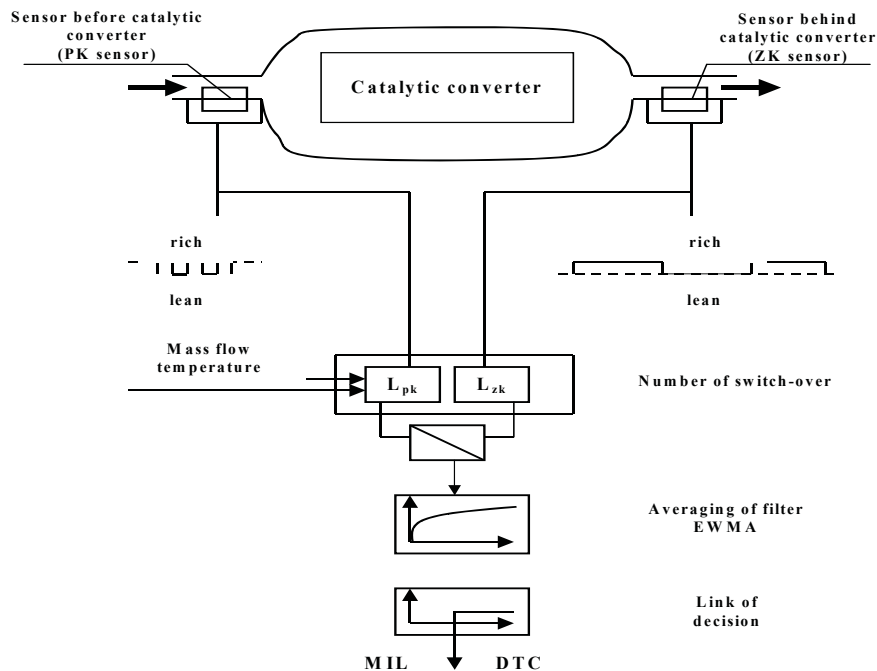 Sensor before catalytic
converter
(PK sensor)
Sensor behind
catalytic converter
(ZK sensor)
Catalytic converter
rich
lean
rich
lean
Mass flow
temperature
L pk
L zk
Number of switch-over
Averaging of filter
EWMA
Link of
decision
MIL DTC